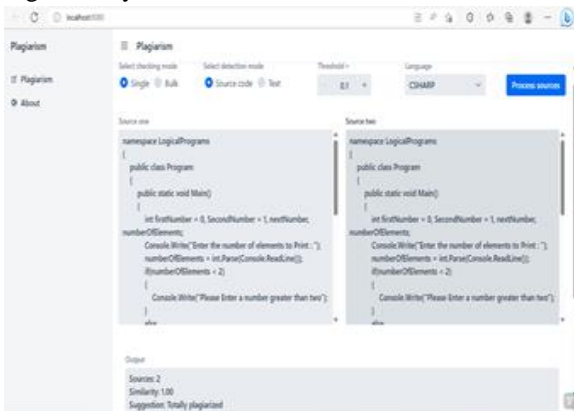 localhost
Plagiarism
Plagiarism
Plagiarism
About
Select checking mode
Single Bulk
Select detection mode
Source code Text
Threshold
0.1 +
Language
CSHARP
Process sources
Source one
namespace LogicalPrograms
{
public class Program
{
public static void Main()
{
int firstNumber = 0, SecondNumber = 1, nextNumber,
numberOfElements;
Console.Write("Enter the number of elements to Print : ");
numberOfElements = int.Parse(Console.ReadLine());
if(numberOfElements < 2)
{
Console.Write("Please Enter a number greater than two");
}
else
Source two
namespace LogicalPrograms
{
public class Program
{
public static void Main()
{
int firstNumber = 0, SecondNumber = 1, nextNumber,
numberOfElements;
Console.Write("Enter the number of elements to Print : ");
numberOfElements = int.Parse(Console.ReadLine());
if(numberOfElements < 2)
{
Console.Write("Please Enter a number greater than two");
}
else
Output
Sources: 2
Similarity: 1.00
Suggestion: Totally plagiarized